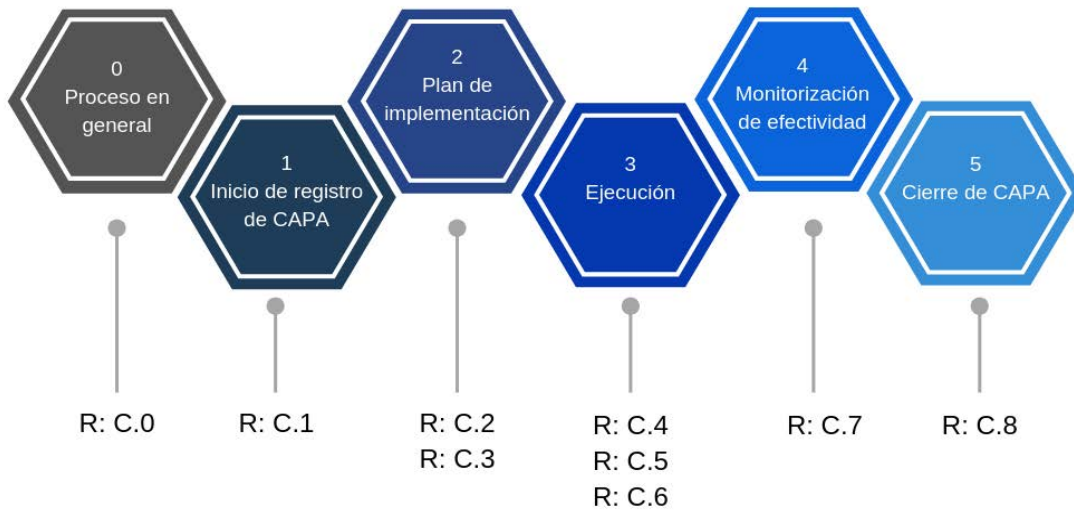 0
Proceso en
general
1
Inicio de registro
de CAPA
2
Plan de
implementación
3
Ejecución
4
Monitorización
de efectividad
5
Cierre de CAPA
R: C.0
R: C.1
R: C.2
R: C.3
R: C.4
R: C.5
R: C.6
R: C.7
R: C.8